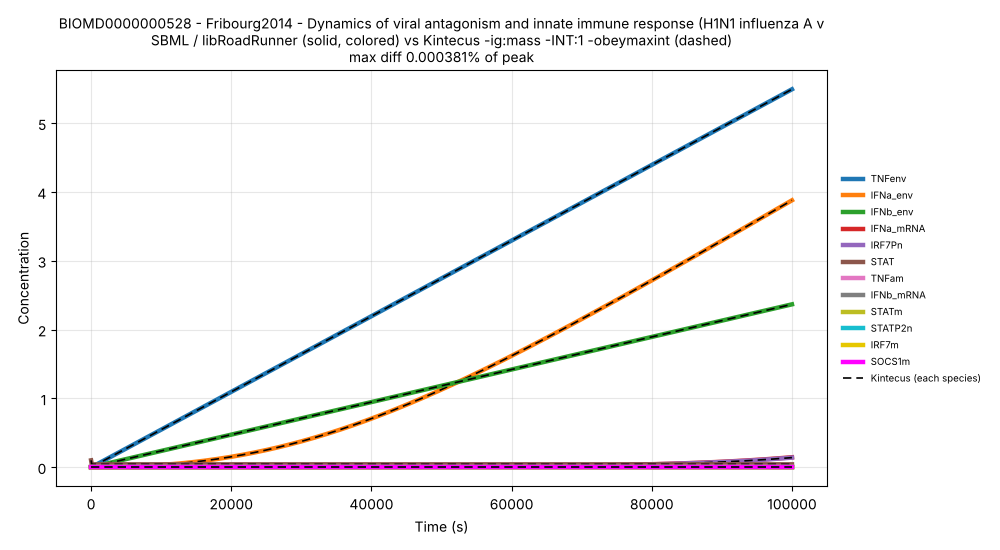 BIOMD0000000528 - Fribourg2014 - Dynamics of viral antagonism and innate immune response (H1N1 influenza A v
SBML / libRoadRunner (solid, colored) vs Kintecus -ig:mass -INT:1 -obeymaxint (dashed)
max diff 0.000381% of peak
Concentration
5
4
3
2
1
0
0
20000
40000
60000
80000
100000
Time (s)
TNFenv
IFNa_env
IFNb_env
IFNa_mRNA
IRF7Pn
STAT
TNFam
IFNb_mRNA
STATm
STATP2n
IRF7m
SOCS1m
Kintecus (each species)